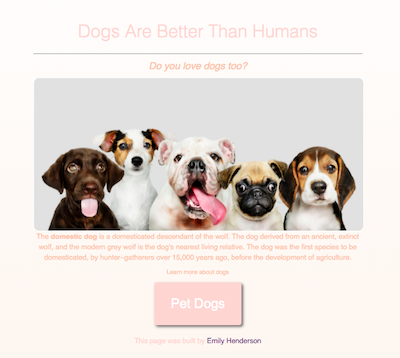 Dogs Are Better Than Humans
Do you love dogs too?
The domestic dog is a domesticated descendant of the wolf. The dog derived from an ancient, extinct
wolf, and the modern grey wolf is the dog's nearest living relative. The dog was the first species to be
domesticated, by hunter–gatherers over 15,000 years ago, before the development of agriculture.
Learn more about dogs
Pet Dogs
This page was built by Emily Henderson